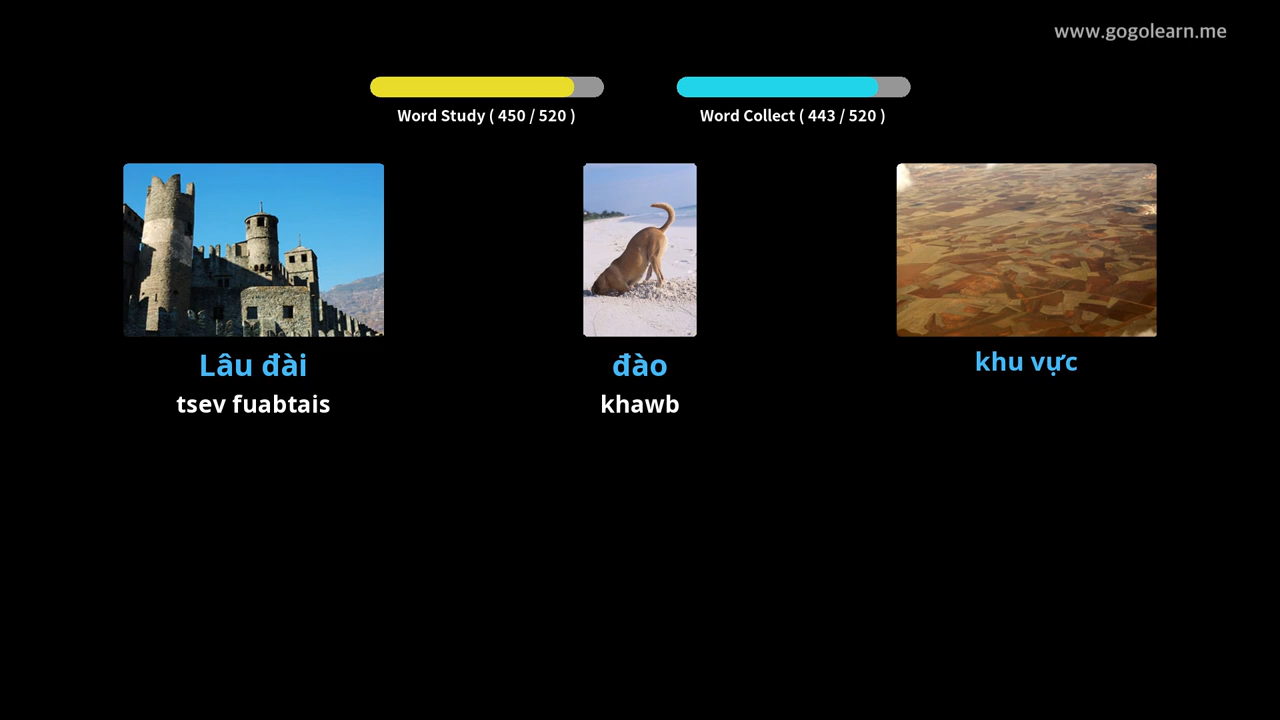 www.gogolearn.me
Word Study ( 450 / 520 )
Word Collect ( 443 / 520 )
Lâu đài
tsev fuabtais
đào
khawb
khu vực